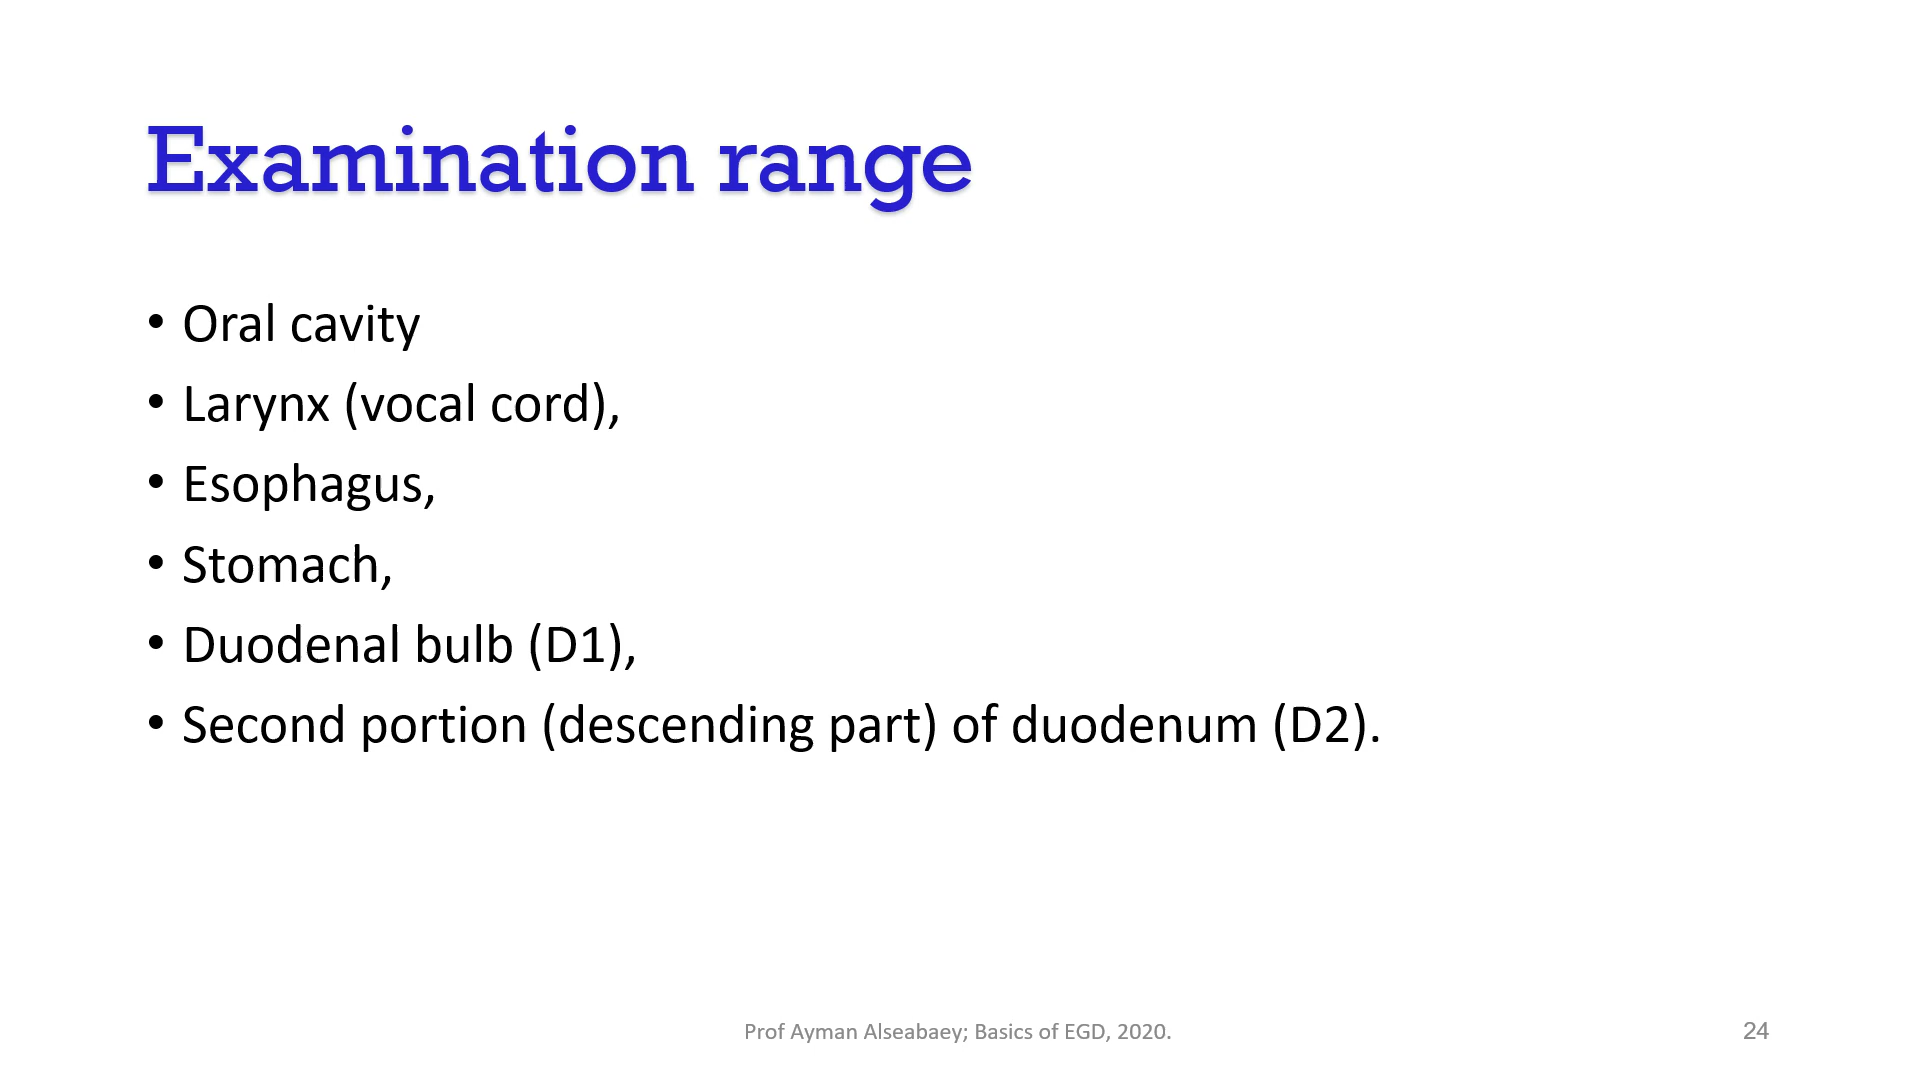 Examination range
• Oral cavity
• Larynx (vocal cord),
• Esophagus,
• Stomach,
• Duodenal bulb (D1),
• Second portion (descending part) of duodenum (D2).
Prof Ayman Alseabaey; Basics of EGD, 2020.
24